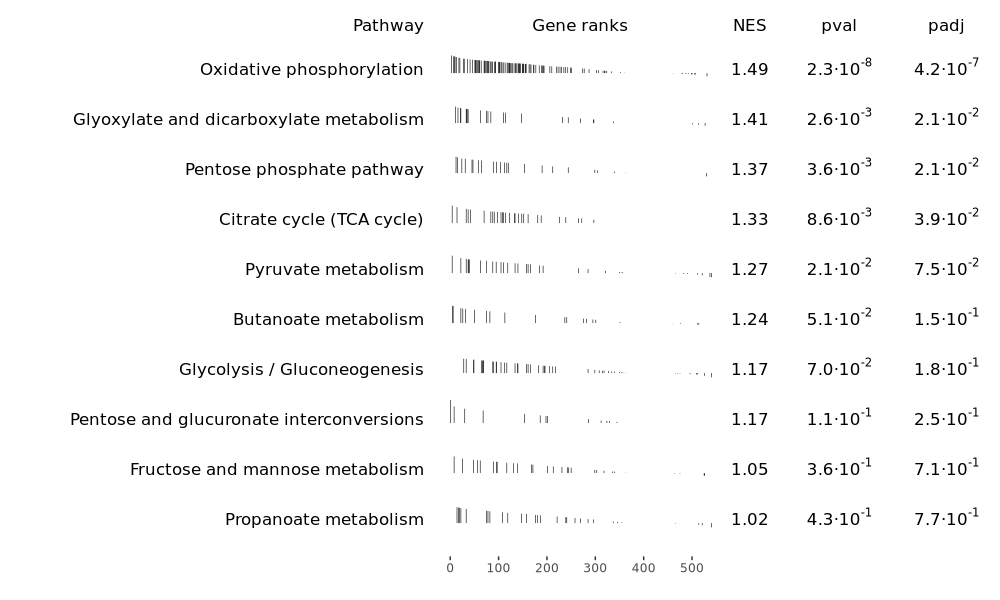 Pathway Gene ranks NES pval padj
Oxidative phosphorylation 1.49 2.3·10⁻⁸ 4.2·10⁻⁷
Glyoxylate and dicarboxylate metabolism 1.41 2.6·10⁻³ 2.1·10⁻²
Pentose phosphate pathway 1.37 3.6·10⁻³ 2.1·10⁻²
Citrate cycle (TCA cycle) 1.33 8.6·10⁻³ 3.9·10⁻²
Pyruvate metabolism 1.27 2.1·10⁻² 7.5·10⁻²
Butanoate metabolism 1.24 5.1·10⁻² 1.5·10⁻¹
Glycolysis / Gluconeogenesis 1.17 7.0·10⁻² 1.8·10⁻¹
Pentose and glucuronate interconversions 1.17 1.1·10⁻¹ 2.5·10⁻¹
Fructose and mannose metabolism 1.05 3.6·10⁻¹ 7.1·10⁻¹
Propanoate metabolism 1.02 4.3·10⁻¹ 7.7·10⁻¹
0 100 200 300 400 500